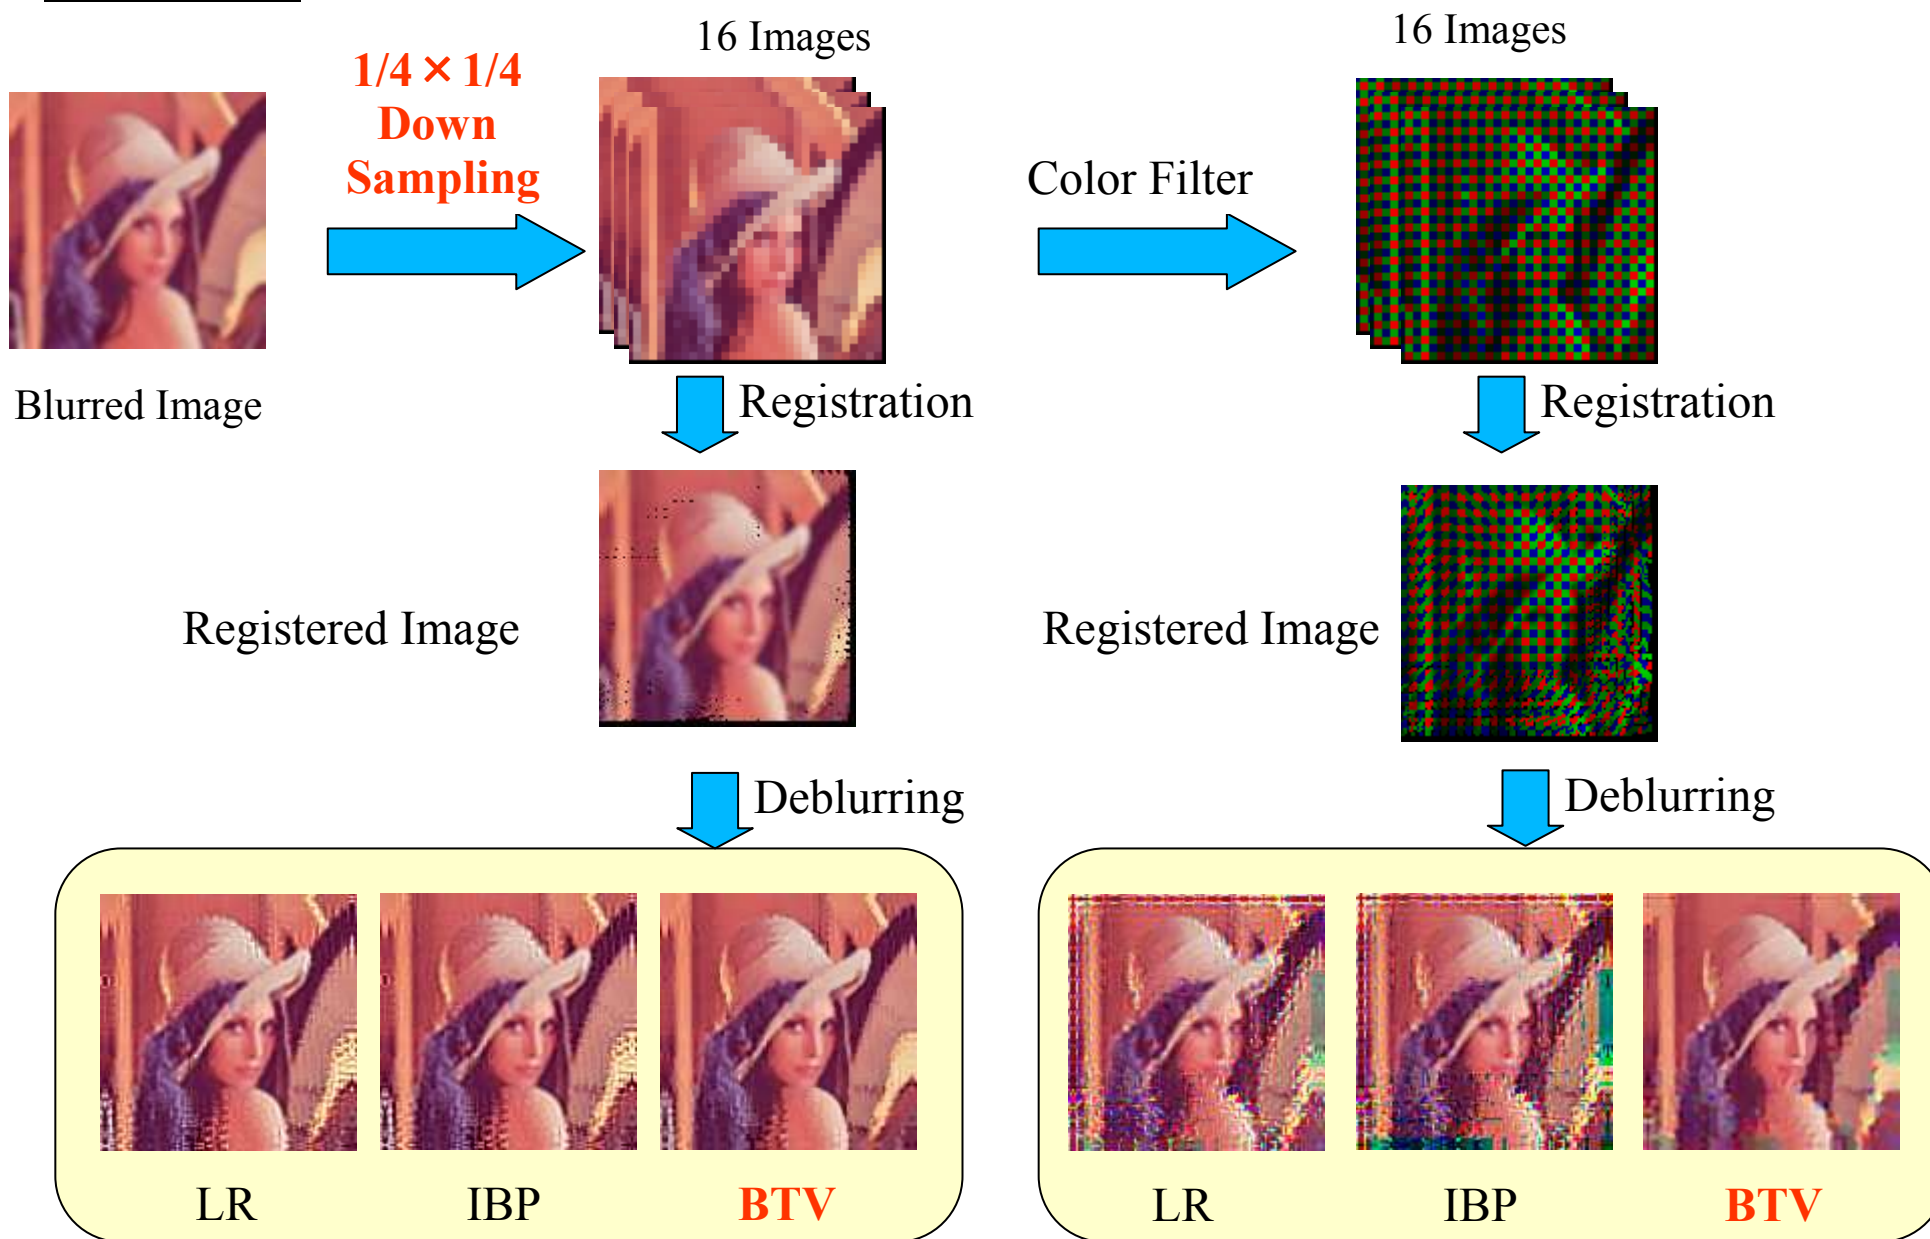 16 Images
16 Images
1/4 × 1/4
Down
Sampling
Color Filter
Blurred Image
Registration
Registration
Registered Image
Registered Image
Deblurring
Deblurring
LR
IBP
BTV
LR
IBP
BTV